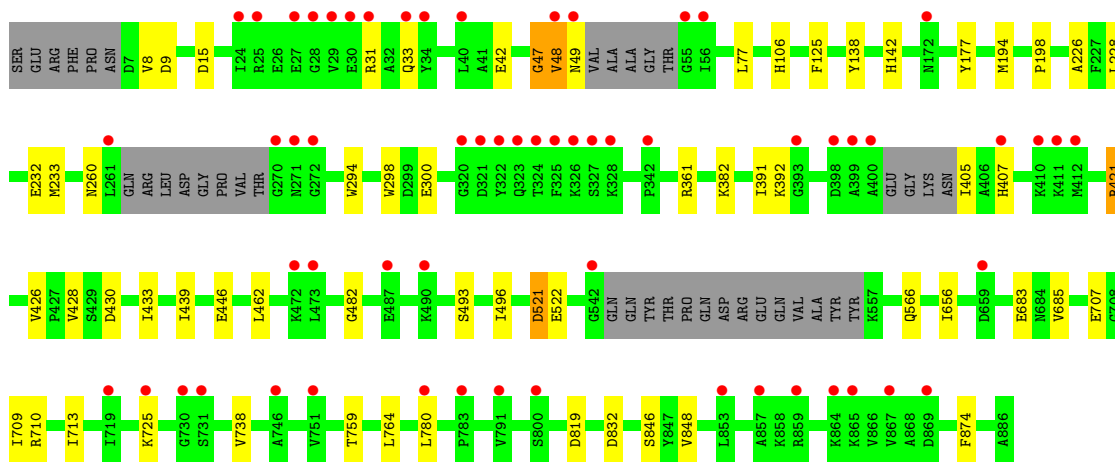 SER GLU ARG PHE PRO ASN D7 V8 D9 D15 I24 R25 E26 E27 G28 V29 E30 R31 A32 Q33 Y34 L40 A41 E42 G47 V48 N49 VAL ALA ALA GLY THR G55 I56 L77 H106 F125 Y138 H142 N172 Y177 M194 P198 A226 F227
E232 M233 N260 L261 GLN ARG LEU ASP GLY PRO VAL THR G270 N271 G272 W294 W298 D299 E300 G320 D321 Y322 Q323 T324 F325 K326 S327 K328 P342 R361 K382 I391 K392 G393 D398 A399 A400 GLU GLY LYS ASN I405 A406 H407 K410 K411 M412
V426 P427 V428 S429 D430 I433 I439 E446 L462 K472 L473 G482 E487 K490 S493 I496 D521 E522 G542 GLN GLN TYR THR PRO GLN ASP ARG GLU GLN VAL ALA TYR TYR K557 Q566 I656 D659 E683 N684 V685 E707
I709 R710 I713 I719 K725 G730 S731 V738 A746 V751 T759 L764 L780 P783 V791 S800 D819 D832 S846 Y847 V848 L853 A857 K858 R859 K864 K865 V866 V867 A868 D869 F874 A886